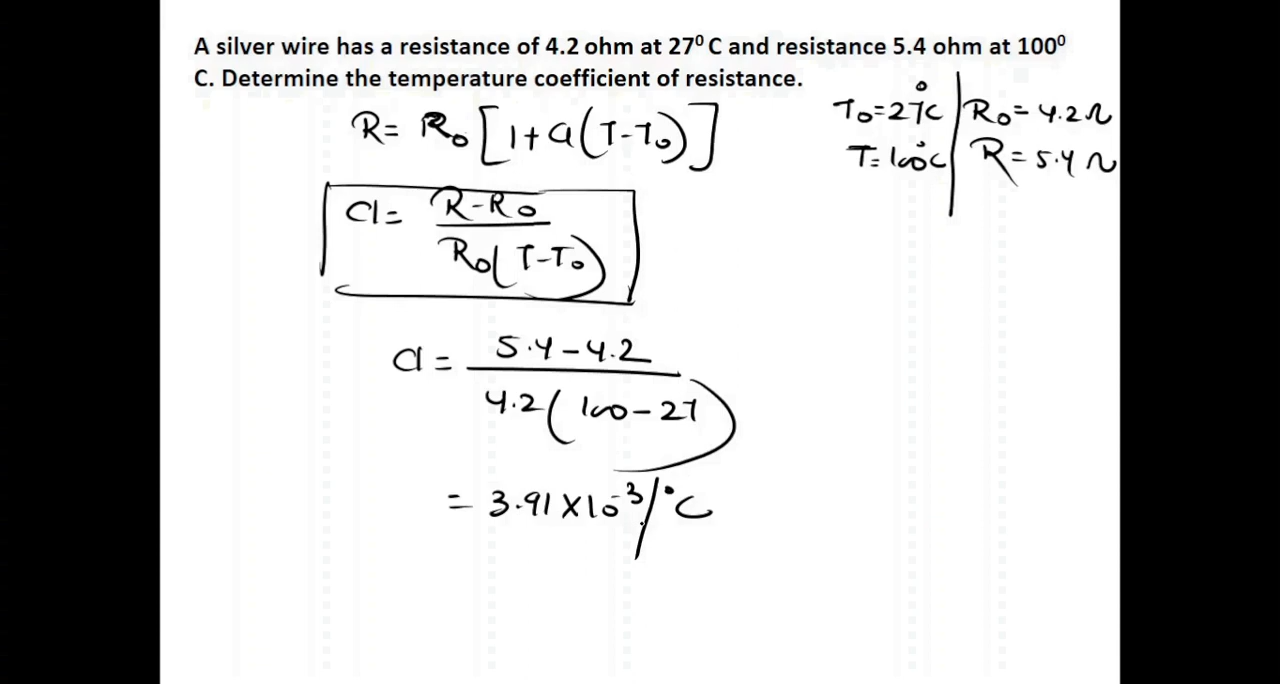 A silver wire has a resistance of 4.2 ohm at 27⁰ C and resistance 5.4 ohm at 100⁰
C. Determine the temperature coefficient of resistance.
T₀=27°C | R₀=4.2Ω
T=100°C | R=5.4Ω
R= R₀[1+α(T-T₀)]
α= (R-R₀)/(R₀(T-T₀))
α= (5.4-4.2)/(4.2(100-27))
= 3.91×10⁻³/°C